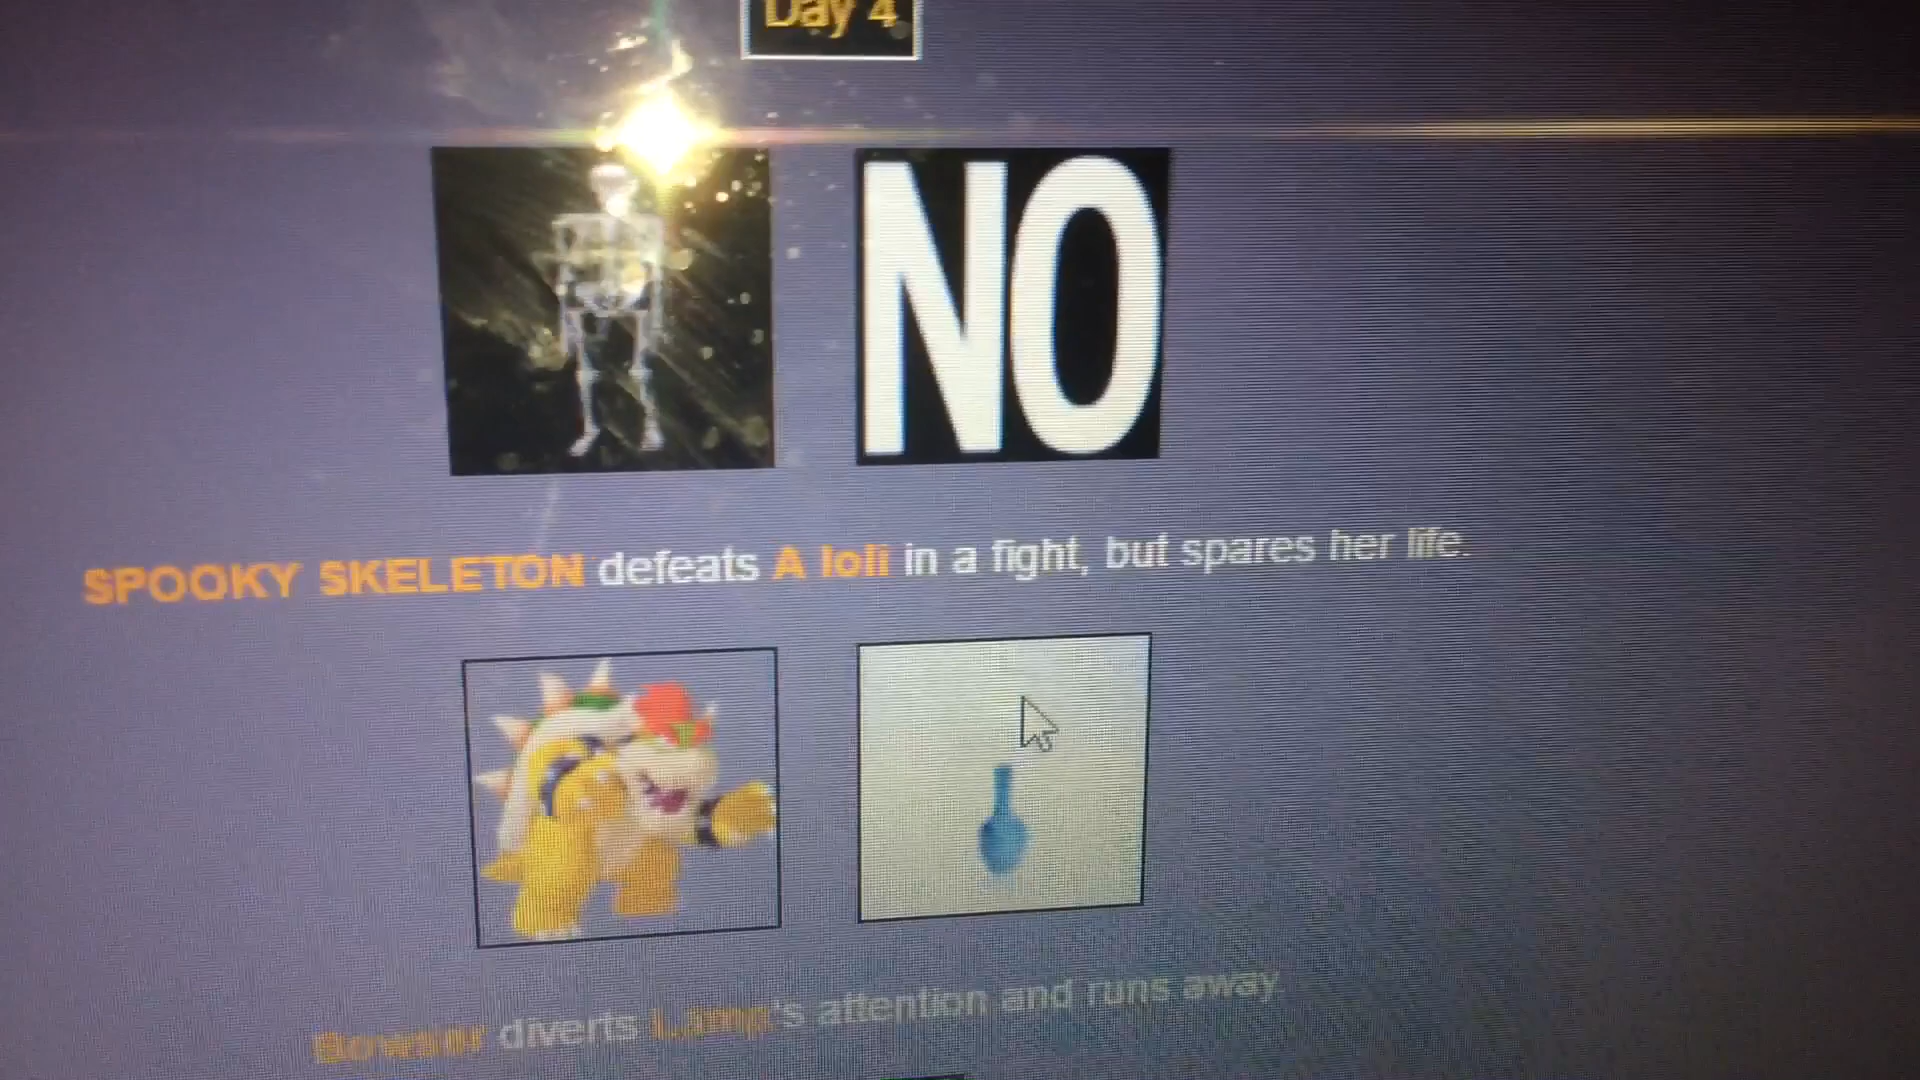 Day 4
NO
SPOOKY SKELETON defeats A loli in a fight, but spares her life.
Bowser diverts Lamp's attention and runs away.